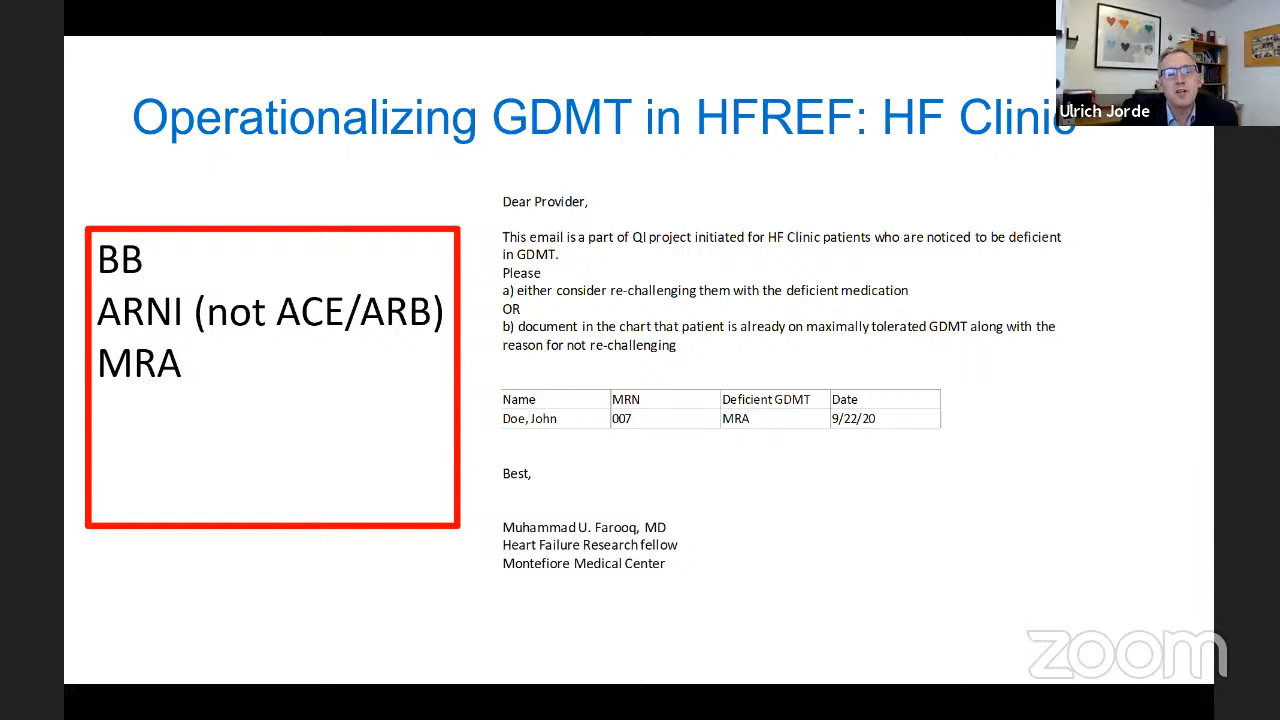 Operationalizing GDMT in HFREF: HF Clinic
Ulrich Jorde
BB
ARNI (not ACE/ARB)
MRA
Dear Provider,
This email is a part of QI project initiated for HF Clinic patients who are noticed to be deficient
in GDMT.
Please
a) either consider re-challenging them with the deficient medication
OR
b) document in the chart that patient is already on maximally tolerated GDMT along with the
reason for not re-challenging
Name MRN Deficient GDMT Date
Doe, John 007 MRA 9/22/20
Best,
Muhammad U. Farooq, MD
Heart Failure Research fellow
Montefiore Medical Center
zoom